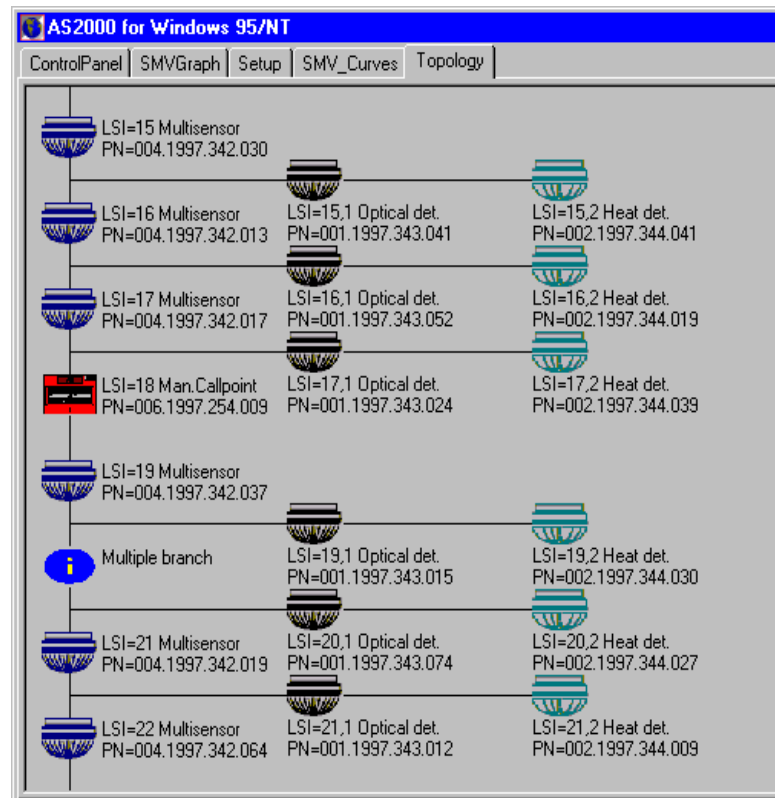 AS2000 for Windows 95/NT
ControlPanel SMVGraph Setup SMV_Curves Topology
LSI=15 Multisensor
PN=004.1997.342.030
LSI=16 Multisensor LSI=15,1 Optical det. LSI=15,2 Heat det.
PN=004.1997.342.013 PN=001.1997.343.041 PN=002.1997.344.041
LSI=17 Multisensor LSI=16,1 Optical det. LSI=16,2 Heat det.
PN=004.1997.342.017 PN=001.1997.343.052 PN=002.1997.344.019
LSI=18 Man.Callpoint LSI=17,1 Optical det. LSI=17,2 Heat det.
PN=006.1997.254.009 PN=001.1997.343.024 PN=002.1997.344.039
LSI=19 Multisensor
PN=004.1997.342.037
i Multiple branch LSI=19,1 Optical det. LSI=19,2 Heat det.
PN=001.1997.343.015 PN=002.1997.344.030
LSI=21 Multisensor LSI=20,1 Optical det. LSI=20,2 Heat det.
PN=004.1997.342.019 PN=001.1997.343.074 PN=002.1997.344.027
LSI=22 Multisensor LSI=21,1 Optical det. LSI=21,2 Heat det.
PN=004.1997.342.064 PN=001.1997.343.012 PN=002.1997.344.009